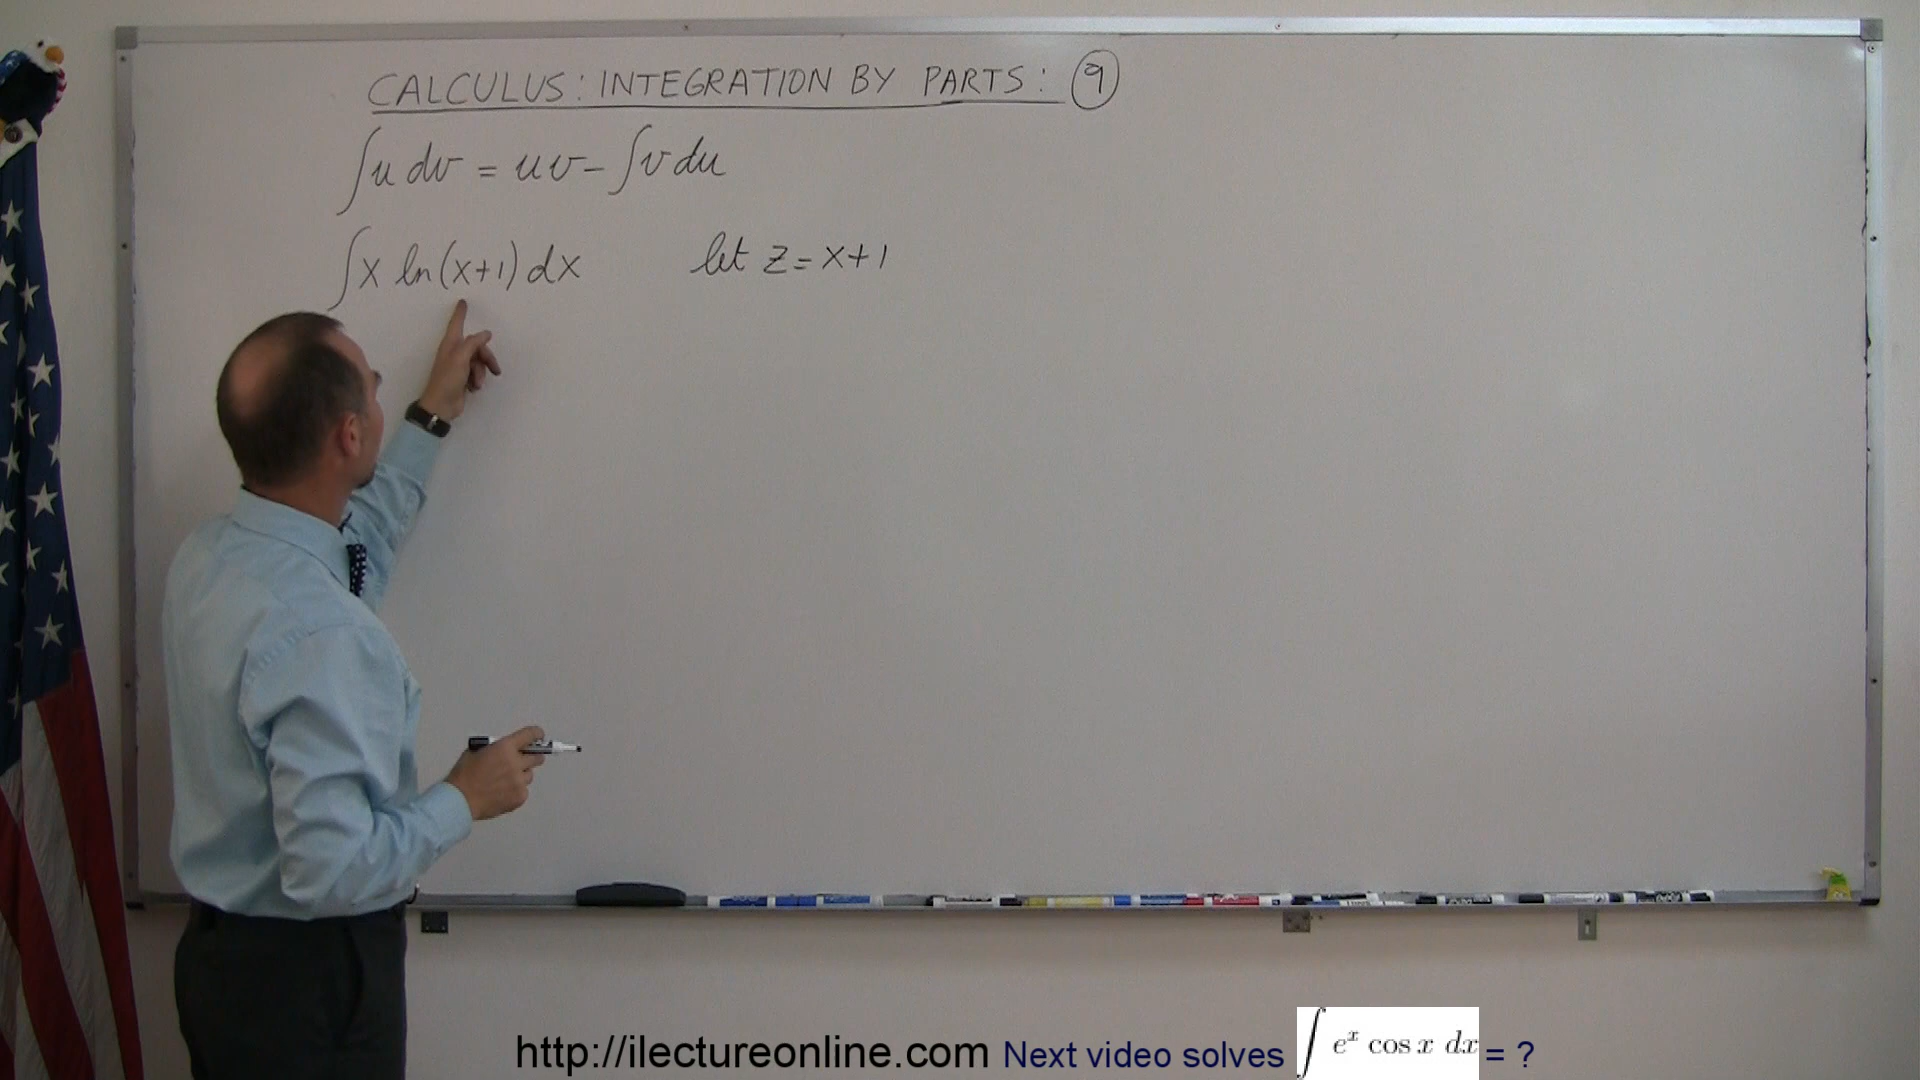 CALCULUS: INTEGRATION BY PARTS: 9
∫u dv = uv - ∫v du
∫x ln(x+1) dx let z = x+1
http://ilectureonline.com Next video solves ∫ eˣ cos x dx = ?